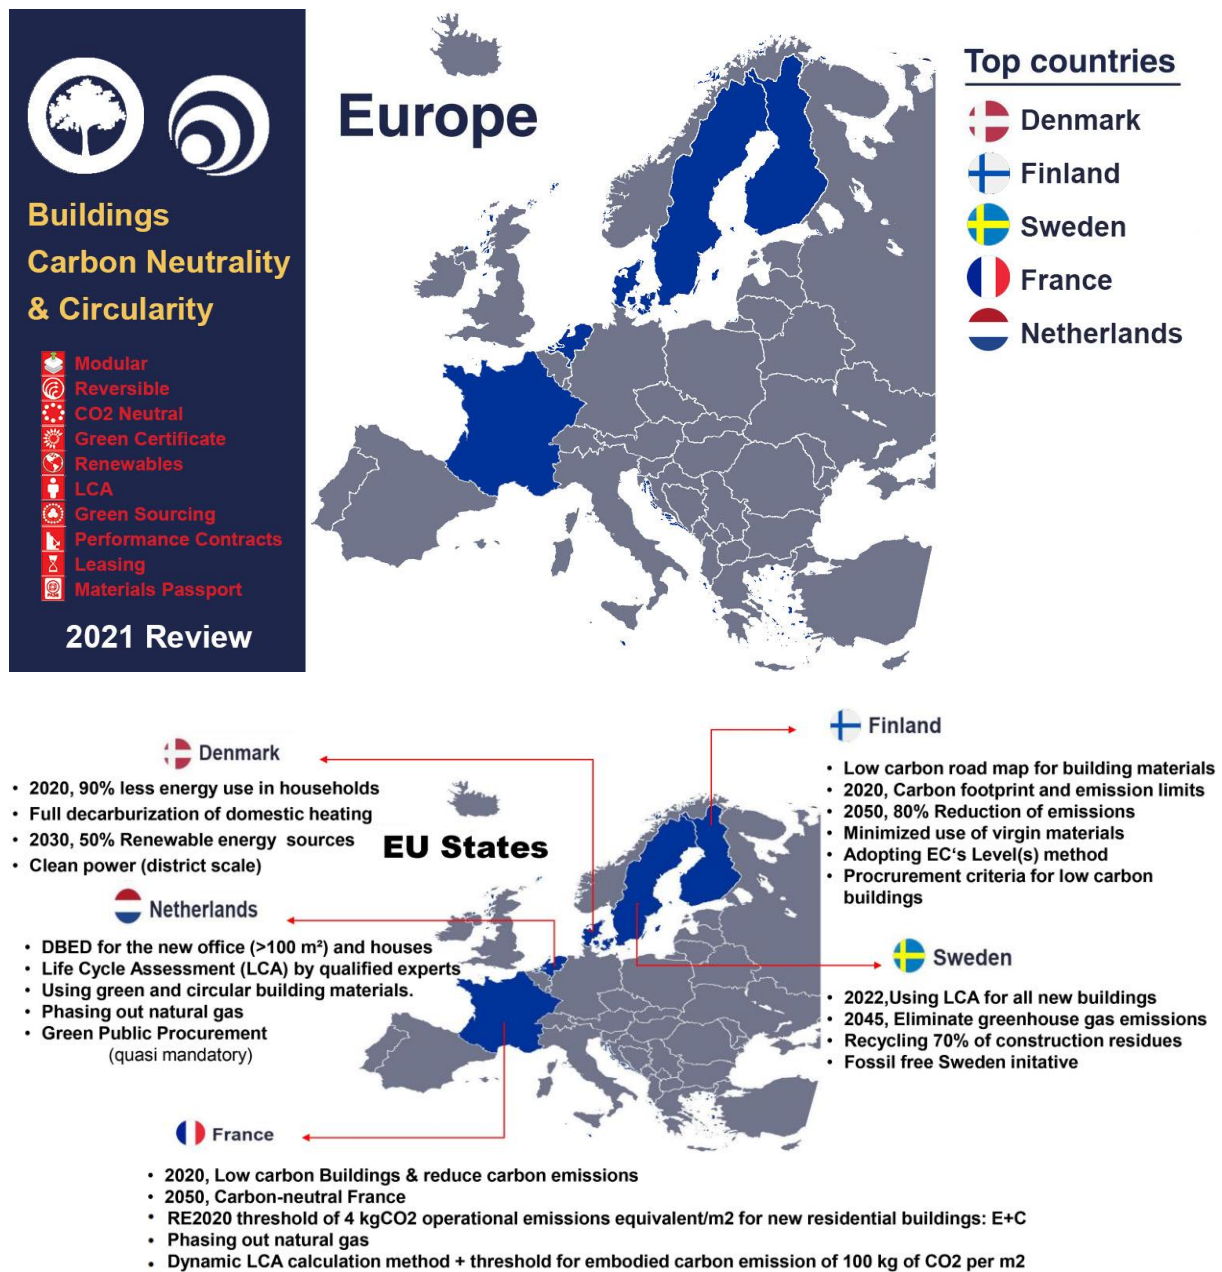 Buildings
Carbon Neutrality
& Circularity
Modular
Reversible
CO2 Neutral
Green Certificate
Renewables
LCA
Green Sourcing
Performance Contracts
Leasing
Materials Passport
2021 Review
Europe
Top countries
Denmark
Finland
Sweden
France
Netherlands
EU States
Denmark
• 2020, 90% less energy use in households
• Full decarburization of domestic heating
• 2030, 50% Renewable energy sources
• Clean power (district scale)
Netherlands
• DBED for the new office (>100 m²) and houses
• Life Cycle Assessment (LCA) by qualified experts
• Using green and circular building materials.
• Phasing out natural gas
• Green Public Procurement
(quasi mandatory)
Finland
• Low carbon road map for building materials
• 2020, Carbon footprint and emission limits
• 2050, 80% Reduction of emissions
• Minimized use of virgin materials
• Adopting EC‘s Level(s) method
• Procrurement criteria for low carbon
buildings
Sweden
• 2022,Using LCA for all new buildings
• 2045, Eliminate greenhouse gas emissions
• Recycling 70% of construction residues
• Fossil free Sweden initative
France
• 2020, Low carbon Buildings & reduce carbon emissions
• 2050, Carbon-neutral France
• RE2020 threshold of 4 kgCO2 operational emissions equivalent/m2 for new residential buildings: E+C
• Phasing out natural gas
• Dynamic LCA calculation method + threshold for embodied carbon emission of 100 kg of CO2 per m2